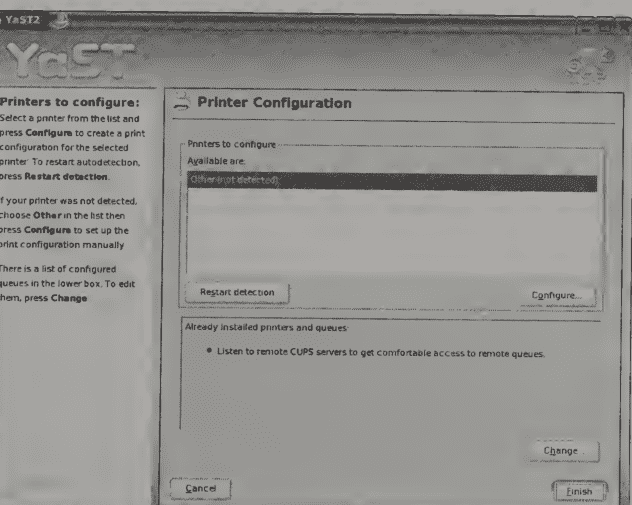 YaST2
YaST
Printers to configure:
Select a printer from the list and
press Configure to create a print
configuration for the selected
printer. To restart autodetection,
press Restart detection.
If your printer was not detected,
choose Other in the list then
press Configure to set up the
print configuration manually
There is a list of configured
queues in the lower box. To edit
them, press Change
Printer Configuration
Printers to configure
Available are:
Other (not detected)
Restart detection
Configure...
Already installed printers and queues:
Listen to remote CUPS servers to get comfortable access to remote queues.
Change...
Cancel
Finish